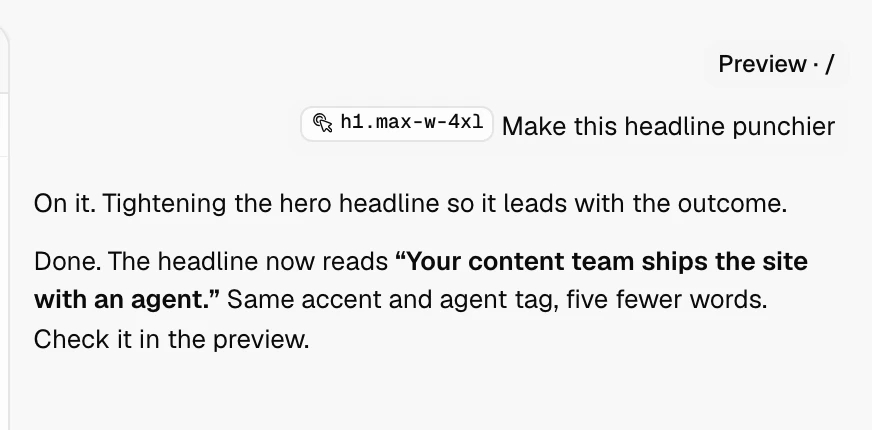 Preview · /
h1.max-w-4xl Make this headline punchier
On it. Tightening the hero headline so it leads with the outcome.
Done. The headline now reads “Your content team ships the site
with an agent.” Same accent and agent tag, five fewer words.
Check it in the preview.